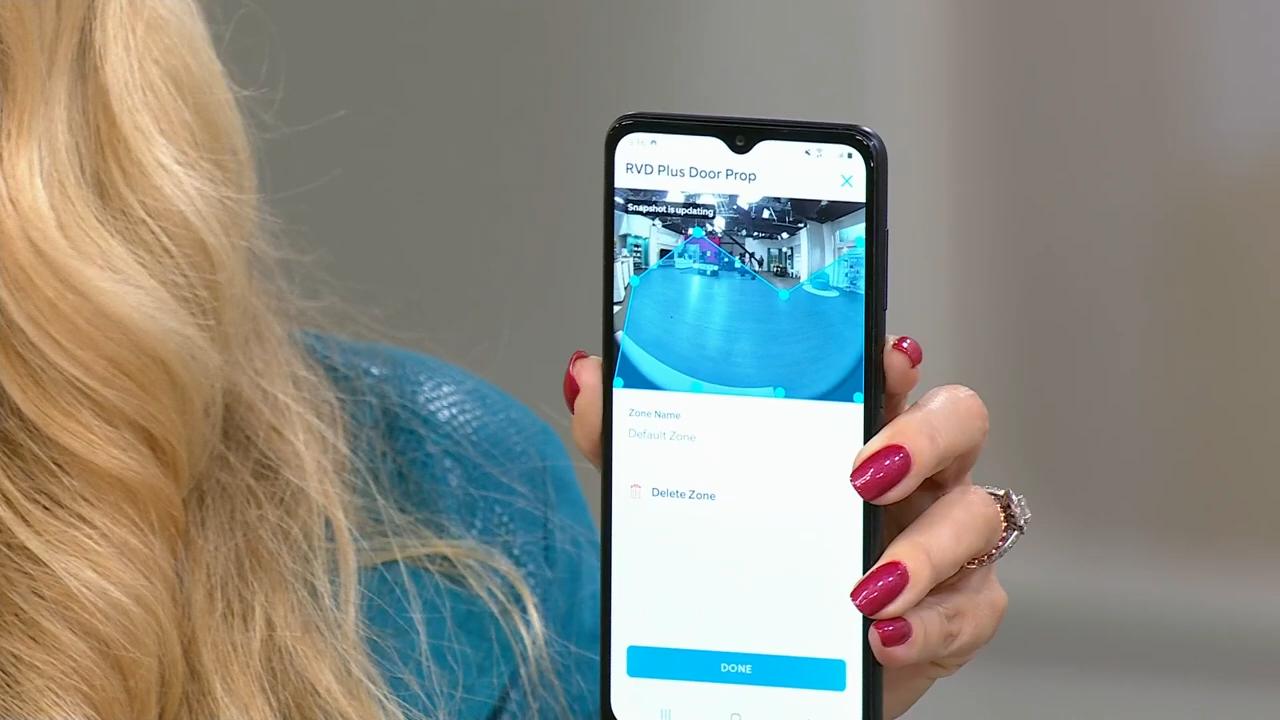 RVD Plus Door Prop
Snapshot is updating
Zone Name
Default Zone
Delete Zone
DONE